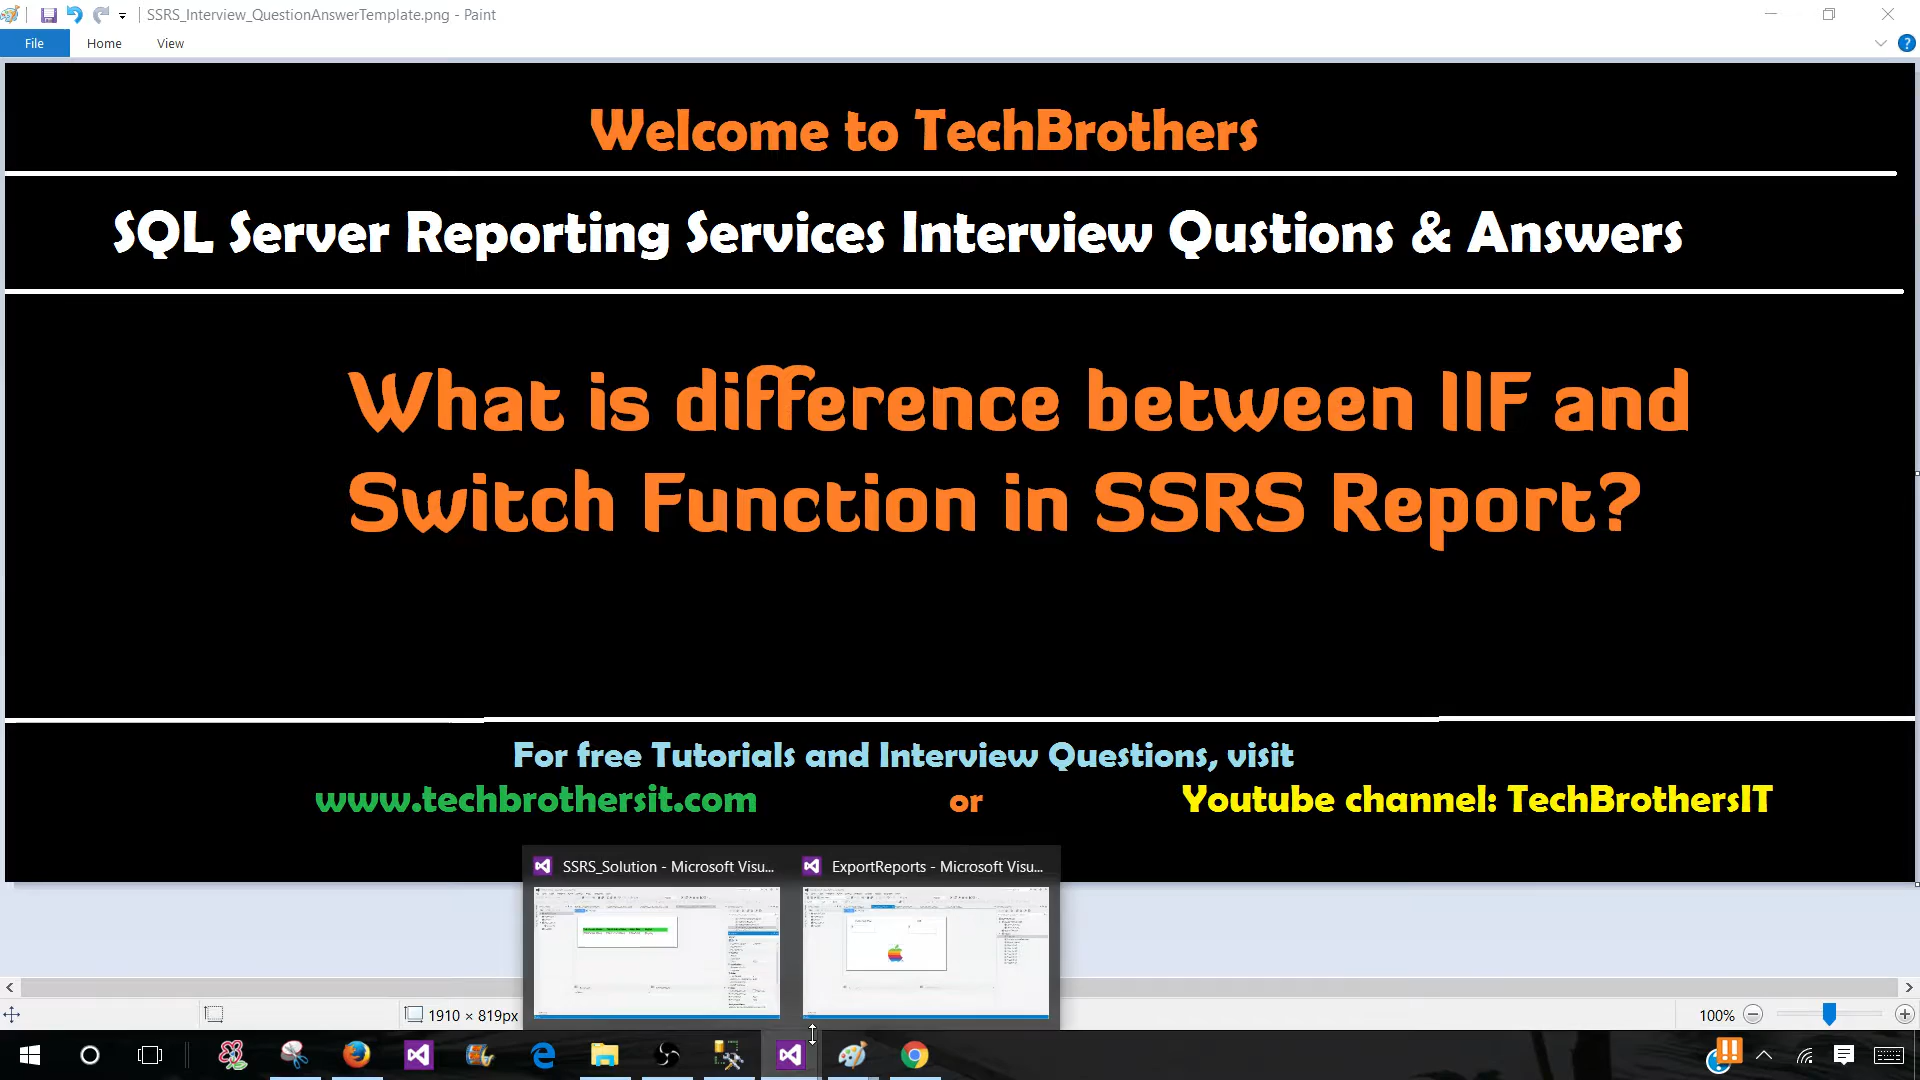 SSRS_Interview_QuestionAnswerTemplate.png - Paint
File Home View
Welcome to TechBrothers
SQL Server Reporting Services Interview Qustions & Answers
What is difference between IIF and
Switch Function in SSRS Report?
For free Tutorials and Interview Questions, visit
www.techbrothersit.com or Youtube channel: TechBrothersIT
SSRS_Solution - Microsoft Visu... ExportReports - Microsoft Visu...
1910 × 819px 100%